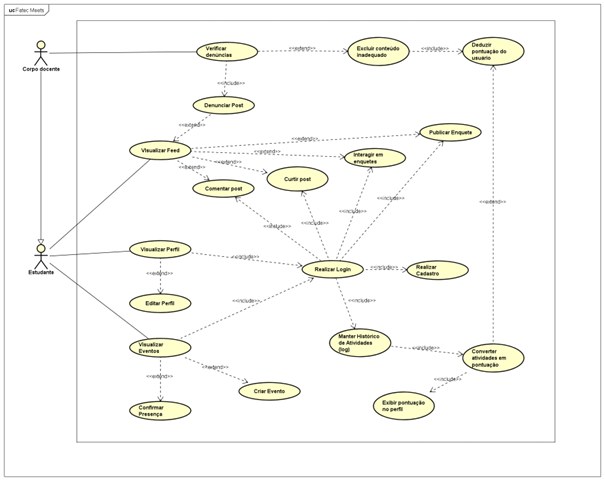 uc Fatec Meets
Corpo docente
Verificar
denúncias
<<extend>>
Excluir conteúdo
inadequado
<<include>>
Deduzir
pontuação do
usuário
<<include>>
Denunciar Post
<<extend>>
Publicar Enquete
<<extend>>
Visualizar Feed
<<extend>>
Interagir em
enquetes
<<extend>>
<<extend>>
Curtir post
Comentar post
<<include>>
<<include>>
<<include>>
<<include>>
<<extend>>
Estudante
Visualizar Perfil
<<include>>
<<extend>>
Realizar Login
<<include>>
Realizar
Cadastro
Editar Perfil
<<include>>
<<include>>
Visualizar
Eventos
Manter Histórico
de Atividades
(log)
<<include>>
Converter
atividades em
pontuação
<<extend>>
<<extend>>
<<include>>
Criar Evento
Confirmar
Presença
Exibir pontuação
no perfil